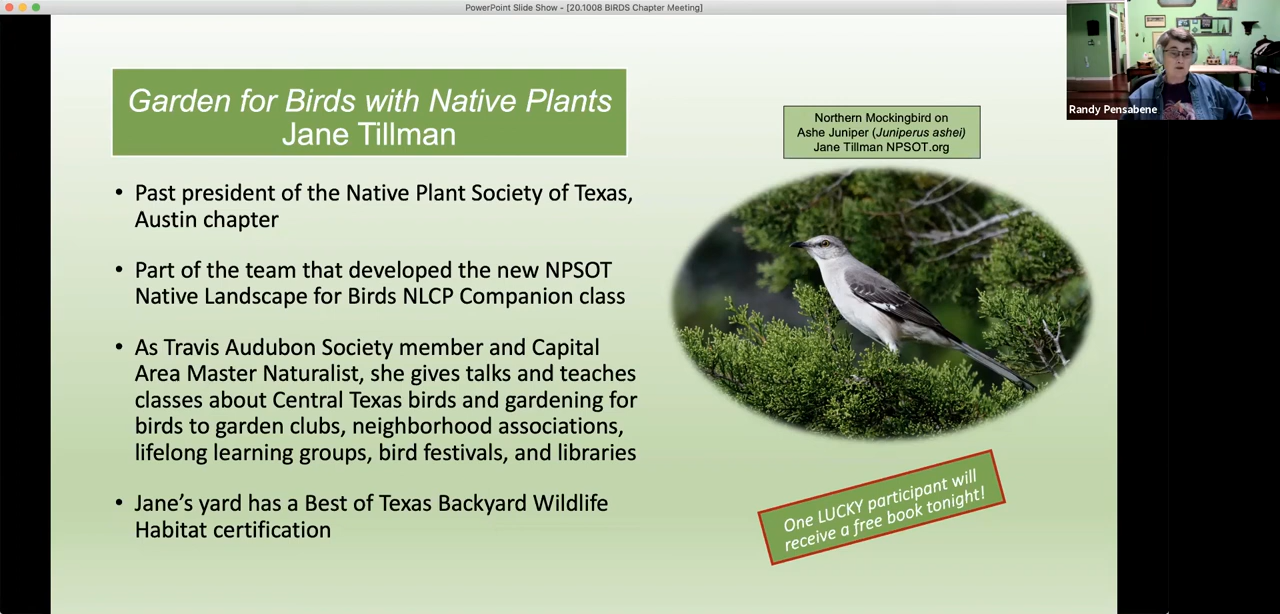 PowerPoint Slide Show - [20.1008 BIRDS Chapter Meeting]
Randy Pensabene
Garden for Birds with Native Plants
Jane Tillman
• Past president of the Native Plant Society of Texas,
Austin chapter
• Part of the team that developed the new NPSOT
Native Landscape for Birds NLCP Companion class
• As Travis Audubon Society member and Capital
Area Master Naturalist, she gives talks and teaches
classes about Central Texas birds and gardening for
birds to garden clubs, neighborhood associations,
lifelong learning groups, bird festivals, and libraries
• Jane’s yard has a Best of Texas Backyard Wildlife
Habitat certification
Northern Mockingbird on
Ashe Juniper (Juniperus ashei)
Jane Tillman NPSOT.org
One LUCKY participant will
receive a free book tonight!